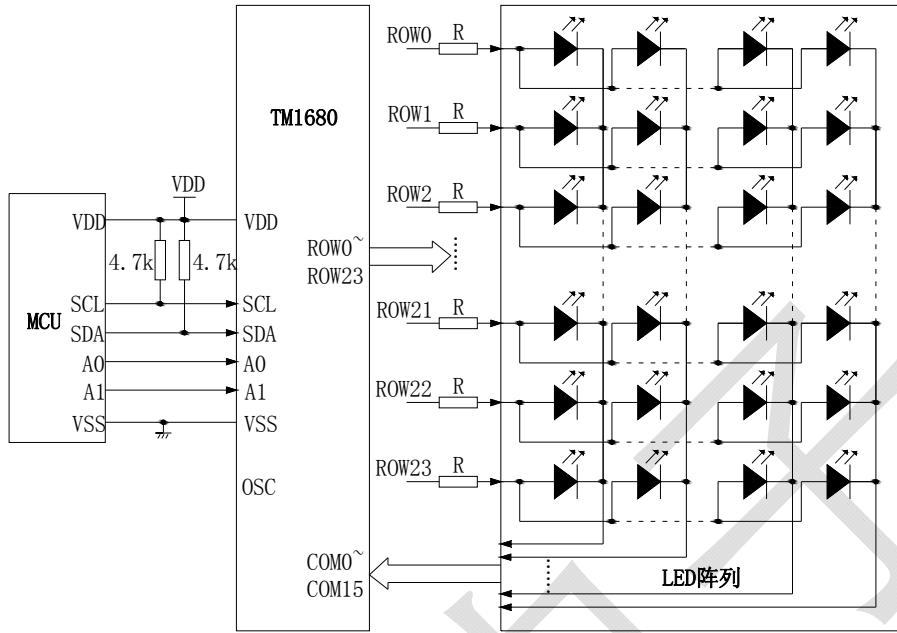 MCU
VDD
SCL
SDA
A0
A1
VSS
VDD
4.7k
4.7k
TM1680
VDD
SCL
SDA
A0
A1
VSS
OSC
ROW0~
ROW23
COM0~
COM15
ROW0 R
ROW1 R
ROW2 R
ROW21 R
ROW22 R
ROW23 R
LED阵列